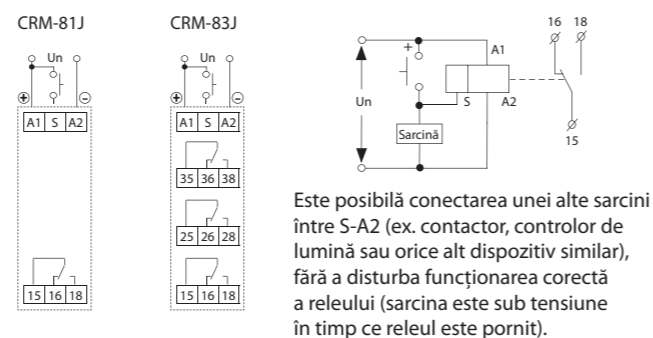 CRM-81J
Un
+
-
A1 S A2
15 16 18
CRM-83J
Un
+
-
A1 S A2
35 36 38
25 26 28
15 16 18
16 18
+
A1
Un
S
A2
Sarcină
15
Este posibilă conectarea unei alte sarcini
între S-A2 (ex. contactor, controlor de
lumină sau orice alt dispozitiv similar),
fără a disturba funcționarea corectă
a releului (sarcina este sub tensiune
în timp ce releul este pornit).